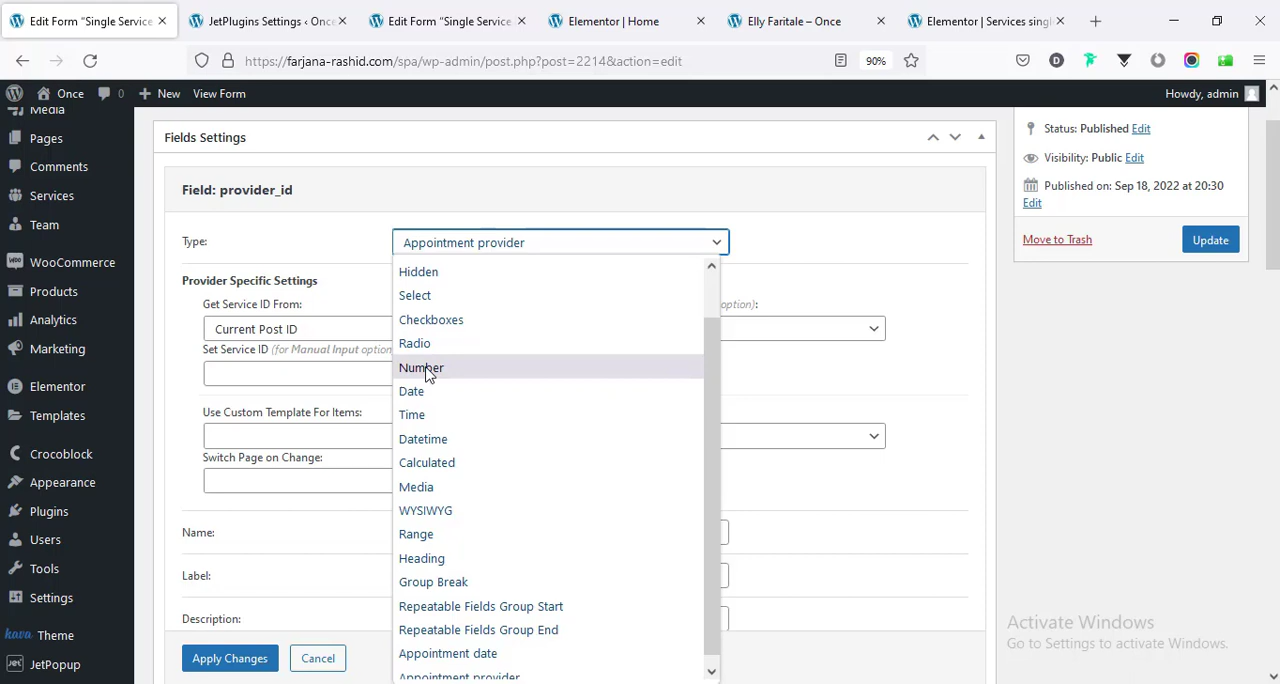 Edit Form "Single Service
JetPlugins Settings ‹ Once
Edit Form "Single Service
Elementor | Home
Elly Faritale – Once
Elementor | Services singl
https://farjana-rashid.com/spa/wp-admin/post.php?post=2214&action=edit
90%
Once
0
New
View Form
Howdy, admin
Media
Pages
Comments
Services
Team
WooCommerce
Products
Analytics
Marketing
Elementor
Templates
Crocoblock
Appearance
Plugins
Users
Tools
Settings
kava Theme
JetPopup
Fields Settings
Field: provider_id
Type:
Appointment provider
Provider Specific Settings
Get Service ID From:
option):
Current Post ID
Set Service ID (for Manual Input option
Use Custom Template For Items:
Switch Page on Change:
Name:
Label:
Description:
Apply Changes
Cancel
Hidden
Select
Checkboxes
Radio
Number
Date
Time
Datetime
Calculated
Media
WYSIWYG
Range
Heading
Group Break
Repeatable Fields Group Start
Repeatable Fields Group End
Appointment date
Appointment provider
Status: Published Edit
Visibility: Public Edit
Published on: Sep 18, 2022 at 20:30
Edit
Move to Trash
Update
Activate Windows
Go to Settings to activate Windows.